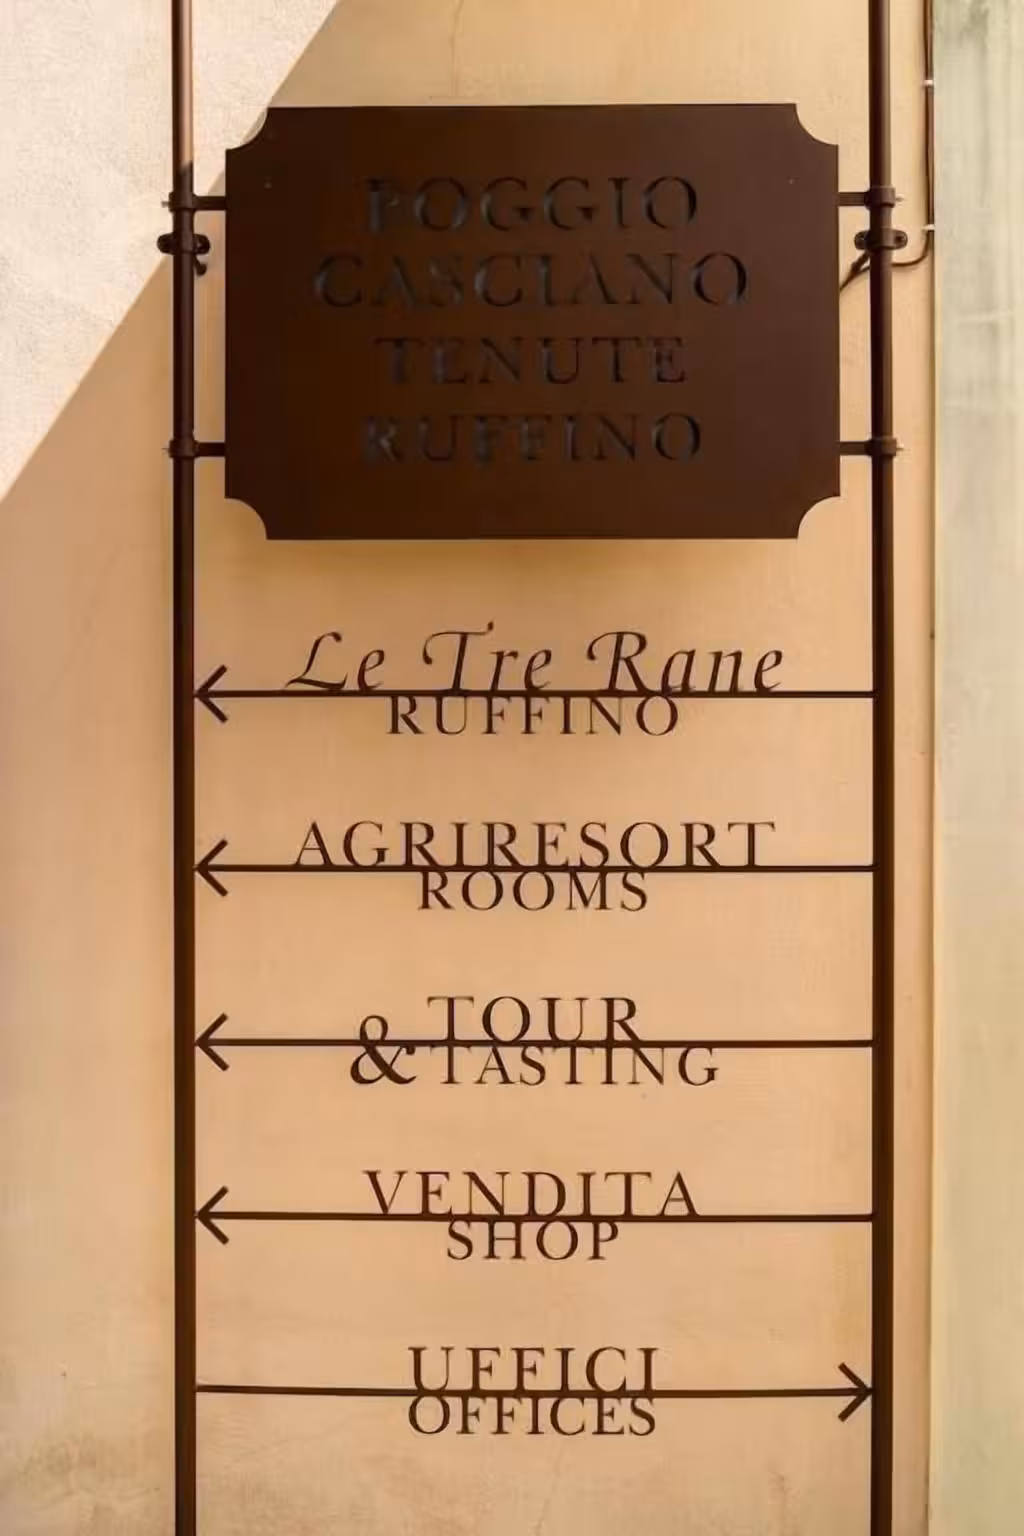 POGGIO
CASCIANO
TENUTE
RUFFINO
Le Tre Rane
RUFFINO
AGRIRESORT
ROOMS
TOUR
& TASTING
VENDITA
SHOP
UFFICI
OFFICES